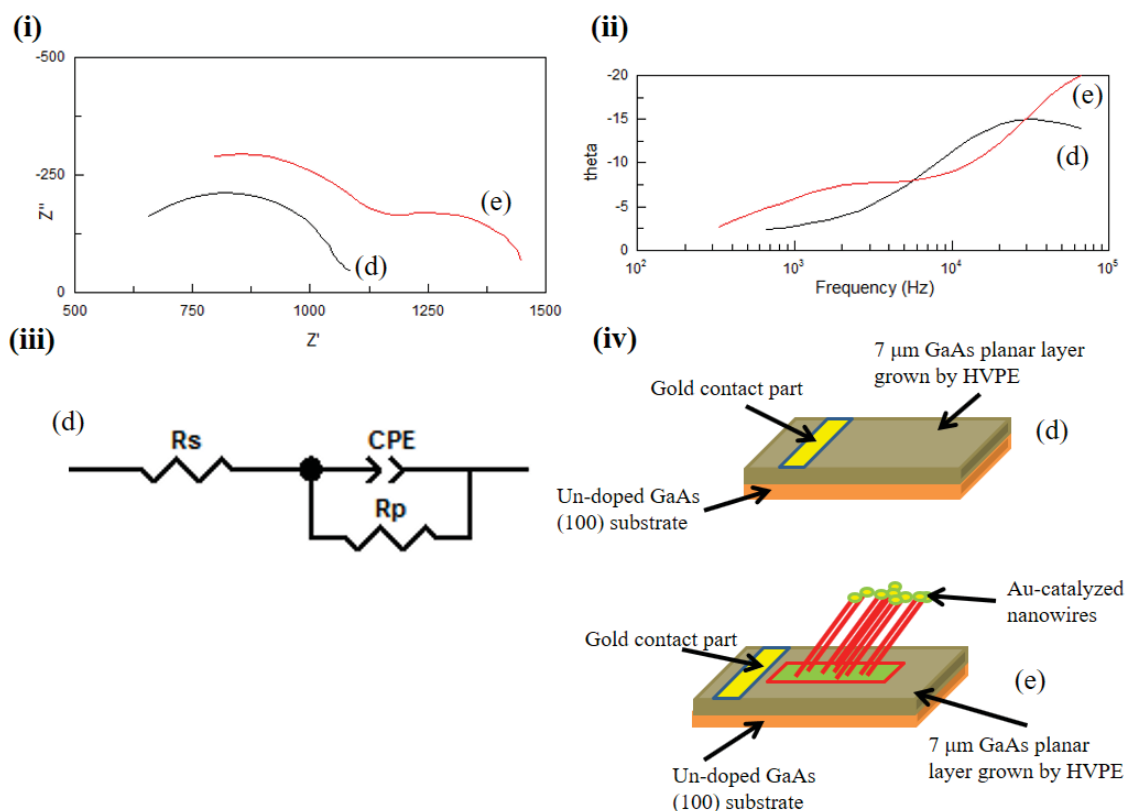 (i)
-500
-250
0
Z''
500
750
1000
1250
1500
Z'
(e)
(d)
(ii)
-20
-15
-10
-5
0
theta
10²
10³
10⁴
10⁵
Frequency (Hz)
(e)
(d)
(iii)
(d)
Rs
CPE
Rp
(iv)
7 μm GaAs planar layer
grown by HVPE
Gold contact part
(d)
Un-doped GaAs
(100) substrate
Au-catalyzed
nanowires
Gold contact part
(e)
Un-doped GaAs
(100) substrate
7 μm GaAs planar
layer grown by HVPE